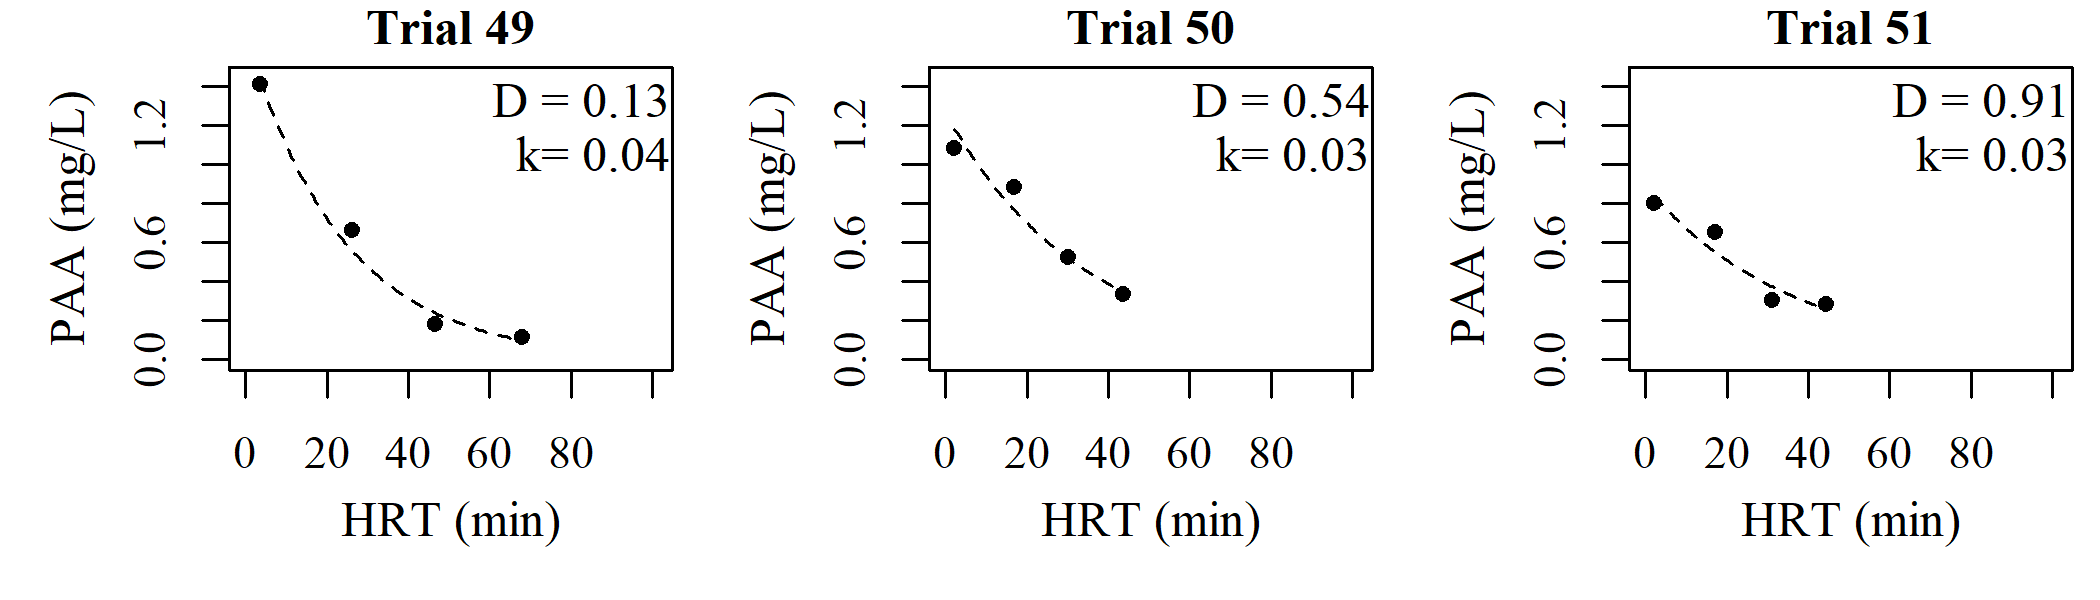 Trial 49
D = 0.13
k= 0.04
PAA (mg/L)
1.2
0.6
0.0
0 20 40 60 80
HRT (min)
Trial 50
D = 0.54
k= 0.03
PAA (mg/L)
1.2
0.6
0.0
0 20 40 60 80
HRT (min)
Trial 51
D = 0.91
k= 0.03
PAA (mg/L)
1.2
0.6
0.0
0 20 40 60 80
HRT (min)